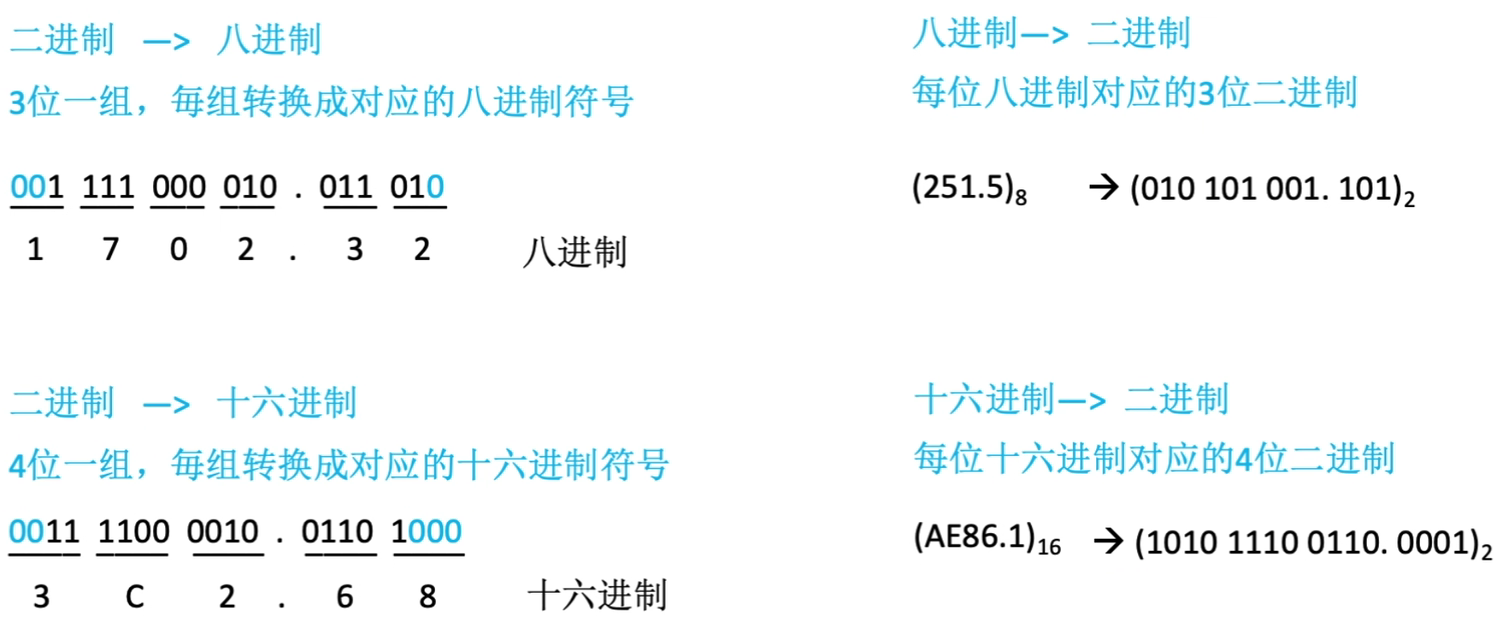 二进制 —> 八进制
3位一组，每组转换成对应的八进制符号
001 111 000 010 . 011 010
1 7 0 2 . 3 2 八进制
二进制 —> 十六进制
4位一组，每组转换成对应的十六进制符号
0011 1100 0010 . 0110 1000
3 C 2 . 6 8 十六进制
八进制—> 二进制
每位八进制对应的3位二进制
(251.5)₈ → (010 101 001. 101)₂
十六进制—> 二进制
每位十六进制对应的4位二进制
(AE86.1)₁₆ → (1010 1110 0110. 0001)₂